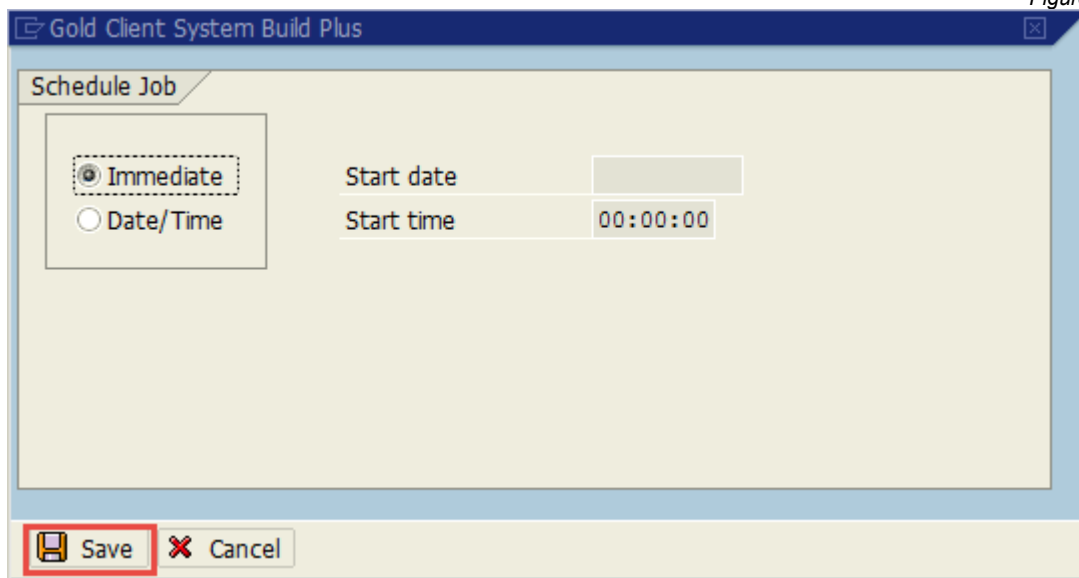 Figur
Gold Client System Build Plus
Schedule Job
Immediate Start date
Date/Time Start time 00:00:00
Save Cancel